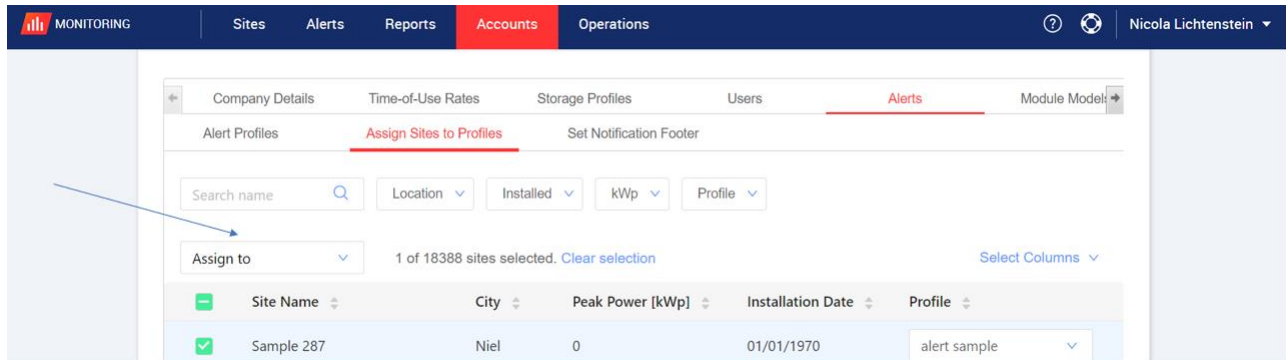 MONITORING Sites Alerts Reports Accounts Operations Nicola Lichtenstein
Company Details Time-of-Use Rates Storage Profiles Users Alerts Module Models
Alert Profiles Assign Sites to Profiles Set Notification Footer
Search name Location Installed kWp Profile
Assign to 1 of 18388 sites selected. Clear selection Select Columns
Site Name City Peak Power [kWp] Installation Date Profile
Sample 287 Niel 0 01/01/1970 alert sample